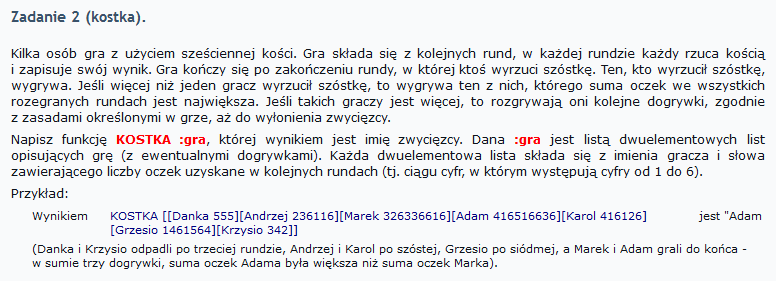 Zadanie 2 (kostka).
Kilka osób gra z użyciem sześciennej kości. Gra składa się z kolejnych rund, w każdej rundzie każdy rzuca kością
i zapisuje swój wynik. Gra kończy się po zakończeniu rundy, w której ktoś wyrzuci szóstkę. Ten, kto wyrzucił szóstkę,
wygrywa. Jeśli więcej niż jeden gracz wyrzucił szóstkę, to wygrywa ten z nich, którego suma oczek we wszystkich
rozegranych rundach jest największa. Jeśli takich graczy jest więcej, to rozgrywają oni kolejne dogrywki, zgodnie
z zasadami określonymi w grze, aż do wyłonienia zwycięzcy.
Napisz funkcję KOSTKA :gra, której wynikiem jest imię zwycięzcy. Dana :gra jest listą dwuelementowych list
opisujących grę (z ewentualnymi dogrywkami). Każda dwuelementowa lista składa się z imienia gracza i słowa
zawierającego liczby oczek uzyskane w kolejnych rundach (tj. ciągu cyfr, w którym występują cyfry od 1 do 6).
Przykład:
Wynikiem KOSTKA [[Danka 555][Andrzej 236116][Marek 326336616][Adam 416516636][Karol 416126] jest "Adam
[Grzesio 1461564][Krzysio 342]]
(Danka i Krzysio odpadli po trzeciej rundzie, Andrzej i Karol po szóstej, Grzesio po siódmej, a Marek i Adam grali do końca -
w sumie trzy dogrywki, suma oczek Adama była większa niż suma oczek Marka).